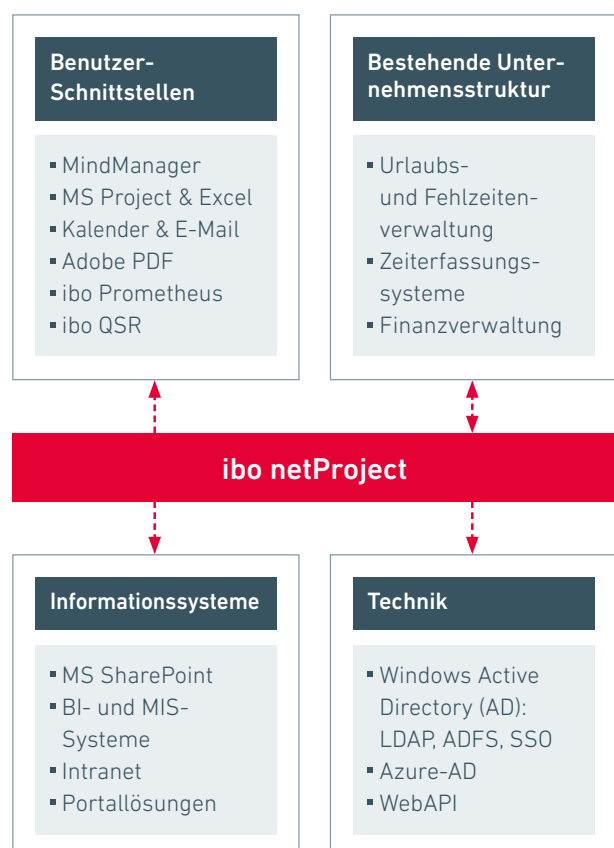 Benutzer-
Schnittstellen
▪ MindManager
▪ MS Project & Excel
▪ Kalender & E-Mail
▪ Adobe PDF
▪ ibo Prometheus
▪ ibo QSR
Bestehende Unter-
nehmensstruktur
▪ Urlaubs-
und Fehlzeiten-
verwaltung
▪ Zeiterfassungs-
systeme
▪ Finanzverwaltung
ibo netProject
Informationssysteme
▪ MS SharePoint
▪ BI- und MIS-
Systeme
▪ Intranet
▪ Portallösungen
Technik
▪ Windows Active
Directory (AD):
LDAP, ADFS, SSO
▪ Azure-AD
▪ WebAPI